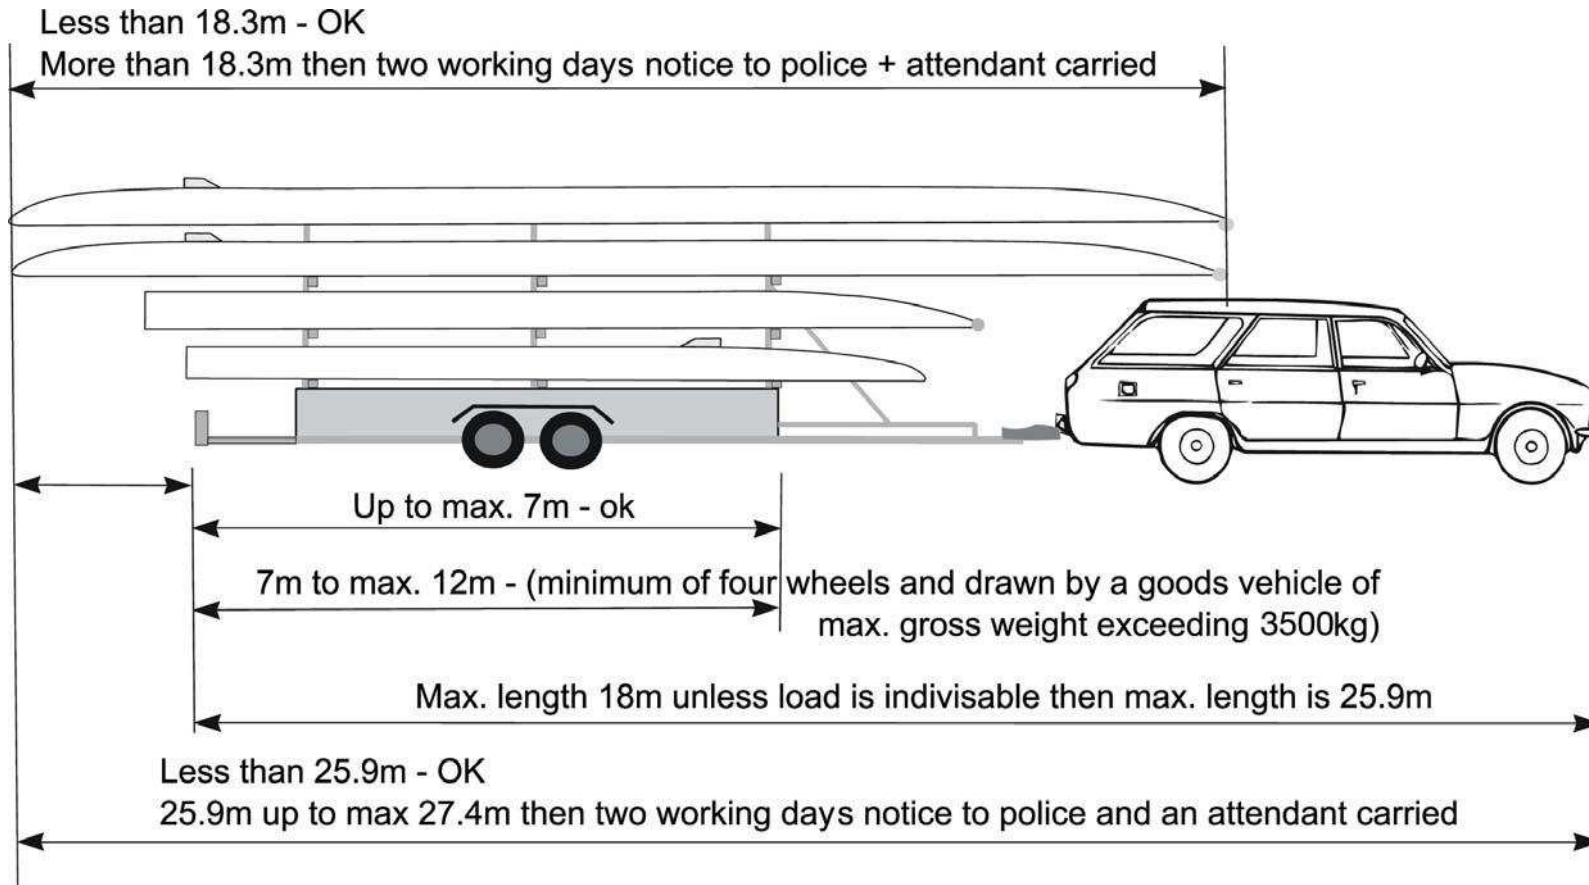 Less than 18.3m - OK
More than 18.3m then two working days notice to police + attendant carried
Up to max. 7m - ok
7m to max. 12m - (minimum of four wheels and drawn by a goods vehicle of
max. gross weight exceeding 3500kg)
Max. length 18m unless load is indivisable then max. length is 25.9m
Less than 25.9m - OK
25.9m up to max 27.4m then two working days notice to police and an attendant carried